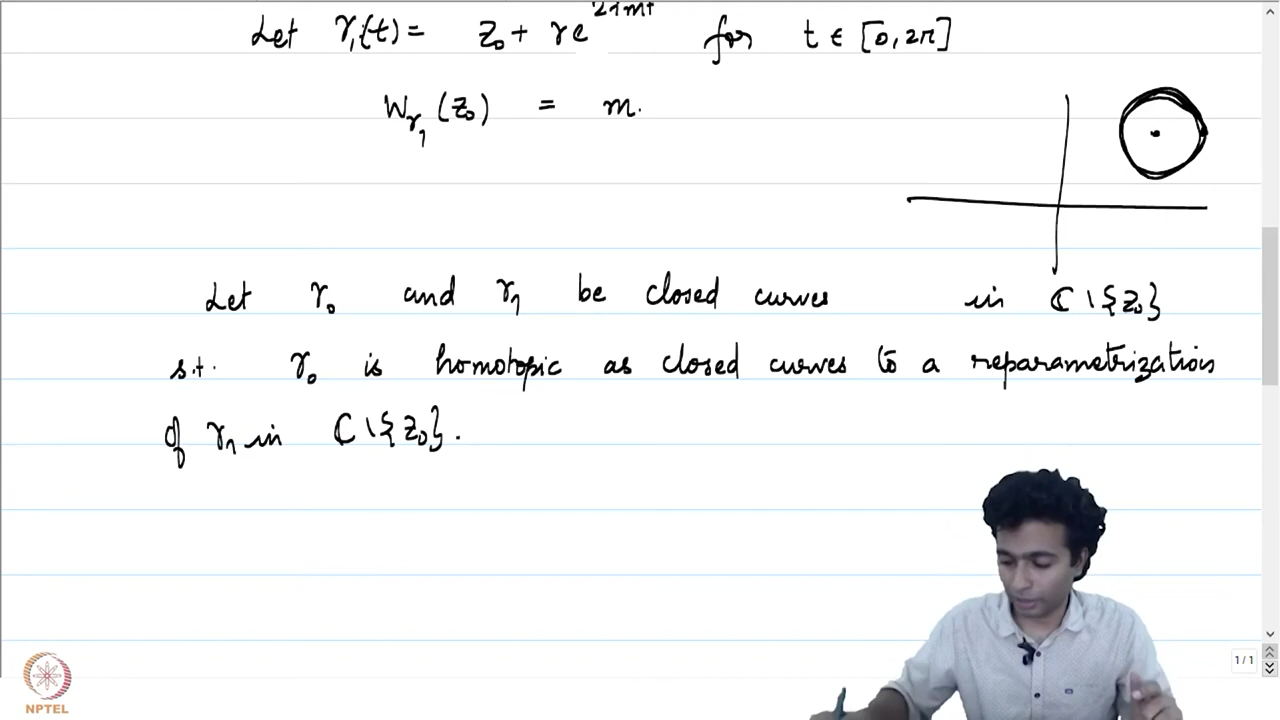 Let γ₁(t) = z₀ + re^{2πimt} for t ∈ [0, 2π]
W_{γ₁}(z₀) = m.
Let γ₀ and γ₁ be closed curves in ℂ \ {z₀}
s.t. γ₀ is homotopic as closed curves to a reparametrization
of γ₁ in ℂ \ {z₀}.
1/1
NPTEL